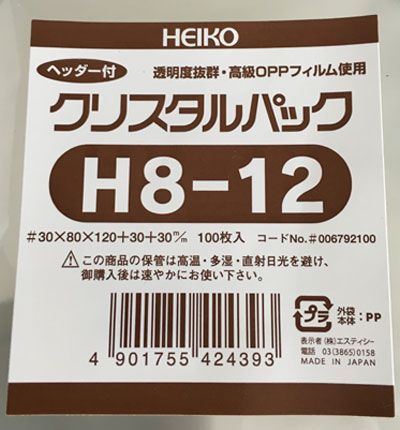 HEIKO
ヘッダー付 透明度抜群・高級OPPフィルム使用
クリスタルパック
H8-12
#30×80×120+30+30m/m 100枚入 コードNo.#006792100
⚠この商品の保管は高温・多湿・直射日光を避け、
御購入後は速やかにお使い下さい。
4 901755 424393
プラ 外袋 本体 :PP
表示者(株)エスティシー
電話 03(3865)0158
MADE IN JAPAN